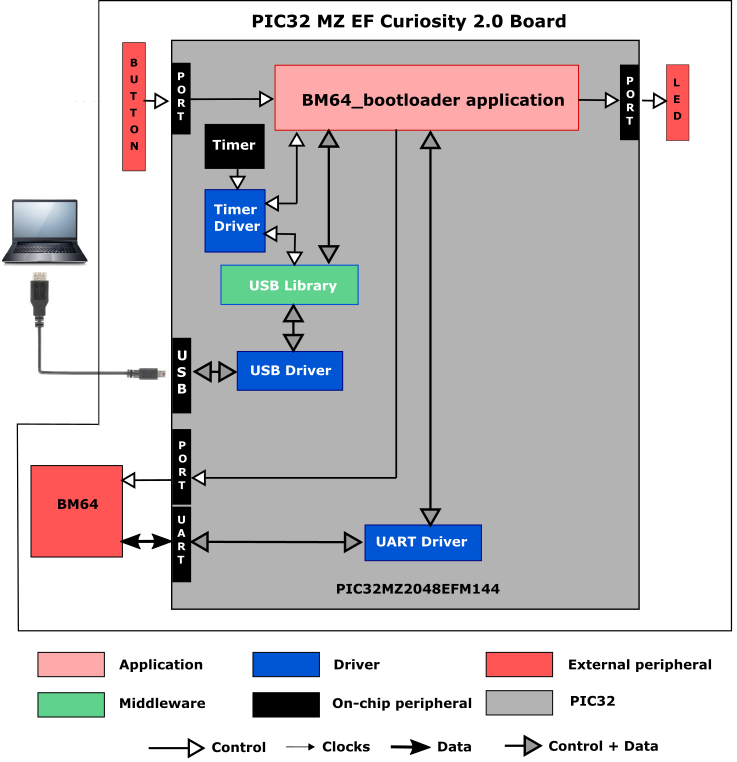 PIC32 MZ EF Curiosity 2.0 Board
BUTTON
PORT
BM64_bootloader application
PORT
LED
Timer
Timer
Driver
USB Library
USB
USB Driver
PORT
BM64
UART
UART Driver
PIC32MZ2048EFM144
Application
Driver
External peripheral
Middleware
On-chip peripheral
PIC32
Control
Clocks
Data
Control + Data